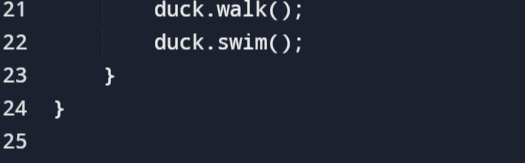 21 duck.walk();
22 duck.swim();
23 }
24 }
25